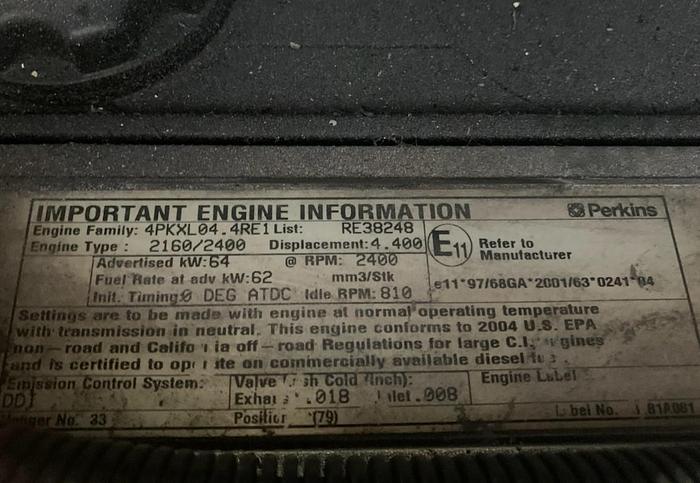 IMPORTANT ENGINE INFORMATION Perkins
Engine Family: 4PKXL04.4RE1 List: RE38248
Engine Type : 2160/2400 Displacement: 4.400
E11 Refer to
Manufacturer
Advertised kW: 64 @ RPM: 2400
Fuel Rate at adv kW: 62 mm3/Stk
Init. Timing: 0 DEG ATDC Idle RPM: 810
e11*97/68GA*2001/63*0241*04
Settings are to be made with engine at normal operating temperature
with transmission in neutral. This engine conforms to 2004 U.S. EPA
non-road and off-road Regulations for large C.I.
and is certified to on commercially available diesel
Emission Control System: Valve Cold (Inch): Engine Label
DDI Exha .018 .008
No. 33 (79) No.